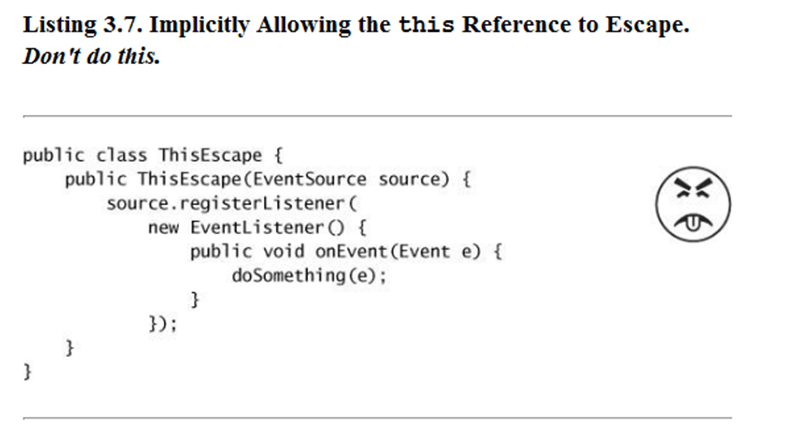 Listing 3.7. Implicitly Allowing the this Reference to Escape.
Don't do this.
public class ThisEscape {
    public ThisEscape(EventSource source) {
        source.registerListener(
            new EventListener() {
                public void onEvent(Event e) {
                    doSomething(e);
                }
            });
    }
}